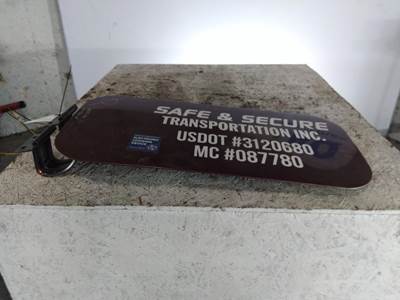 SAFE & SECURE
TRANSPORTATION INC.
USDOT #3120680
MC #087780